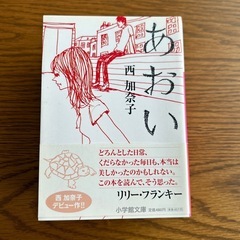 あおい
西 加奈子
どろんとした日常、
くだらなかった毎日も、本当は
美しかったのかもしれない。
この本を読んで、そう思った。
リリー・フランキー
西 加奈子
デビュー作!!
小学館文庫